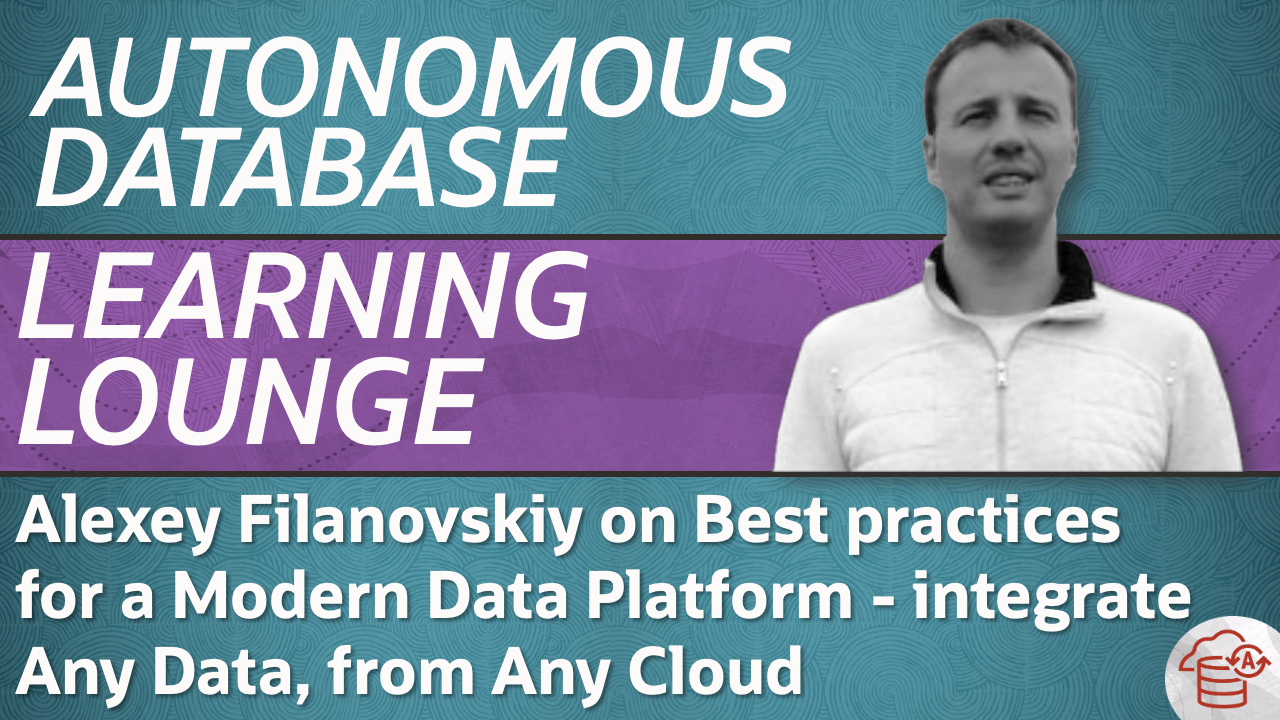 AUTONOMOUS
DATABASE
LEARNING
LOUNGE
Alexey Filanovskiy on Best practices
for a Modern Data Platform - integrate
Any Data, from Any Cloud
A